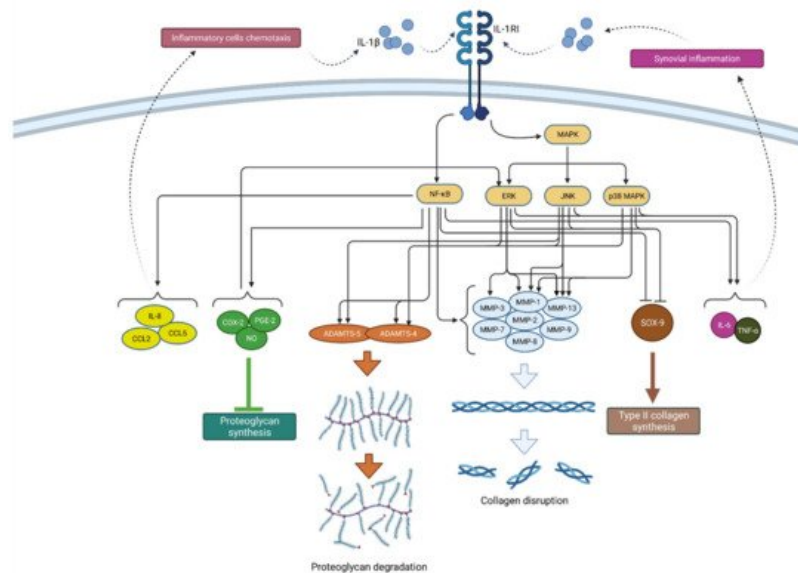 Inflammatory cells chemotaxis
IL-1β
IL-1RI
Synovial inflammation
MAPK
NF-κB
ERK
JNK
p38 MAPK
IL-8
CCL2
CCL5
COX-2
PGE-2
NO
ADAMTS-5
ADAMTS-4
MMP-3
MMP-1
MMP-13
MMP-2
MMP-7
MMP-9
MMP-8
SOX-9
IL-6
TNF-α
Proteoglycan
synthesis
Type II collagen
synthesis
Collagen disruption
Proteoglycan degradation